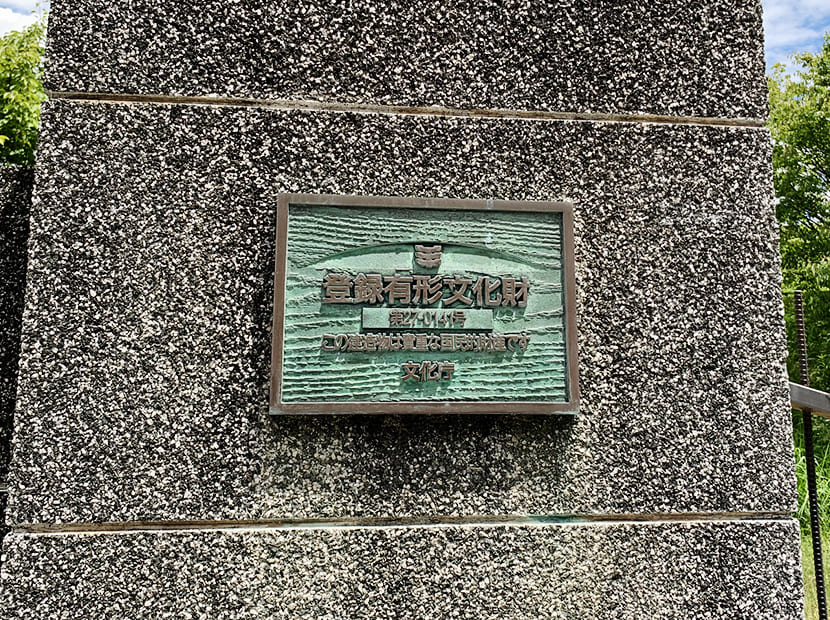 登録有形文化財
第27-0141号
この建造物は貴重な国民的財産です
文化庁